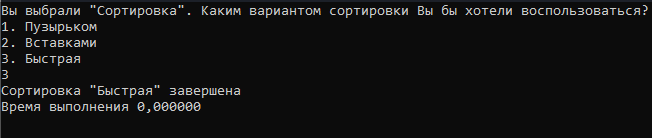 Вы выбрали "Сортировка". Каким вариантом сортировки Вы бы хотели воспользоваться?
1. Пузырьком
2. Вставками
3. Быстрая
3
Сортировка "Быстрая" завершена
Время выполнения 0,000000